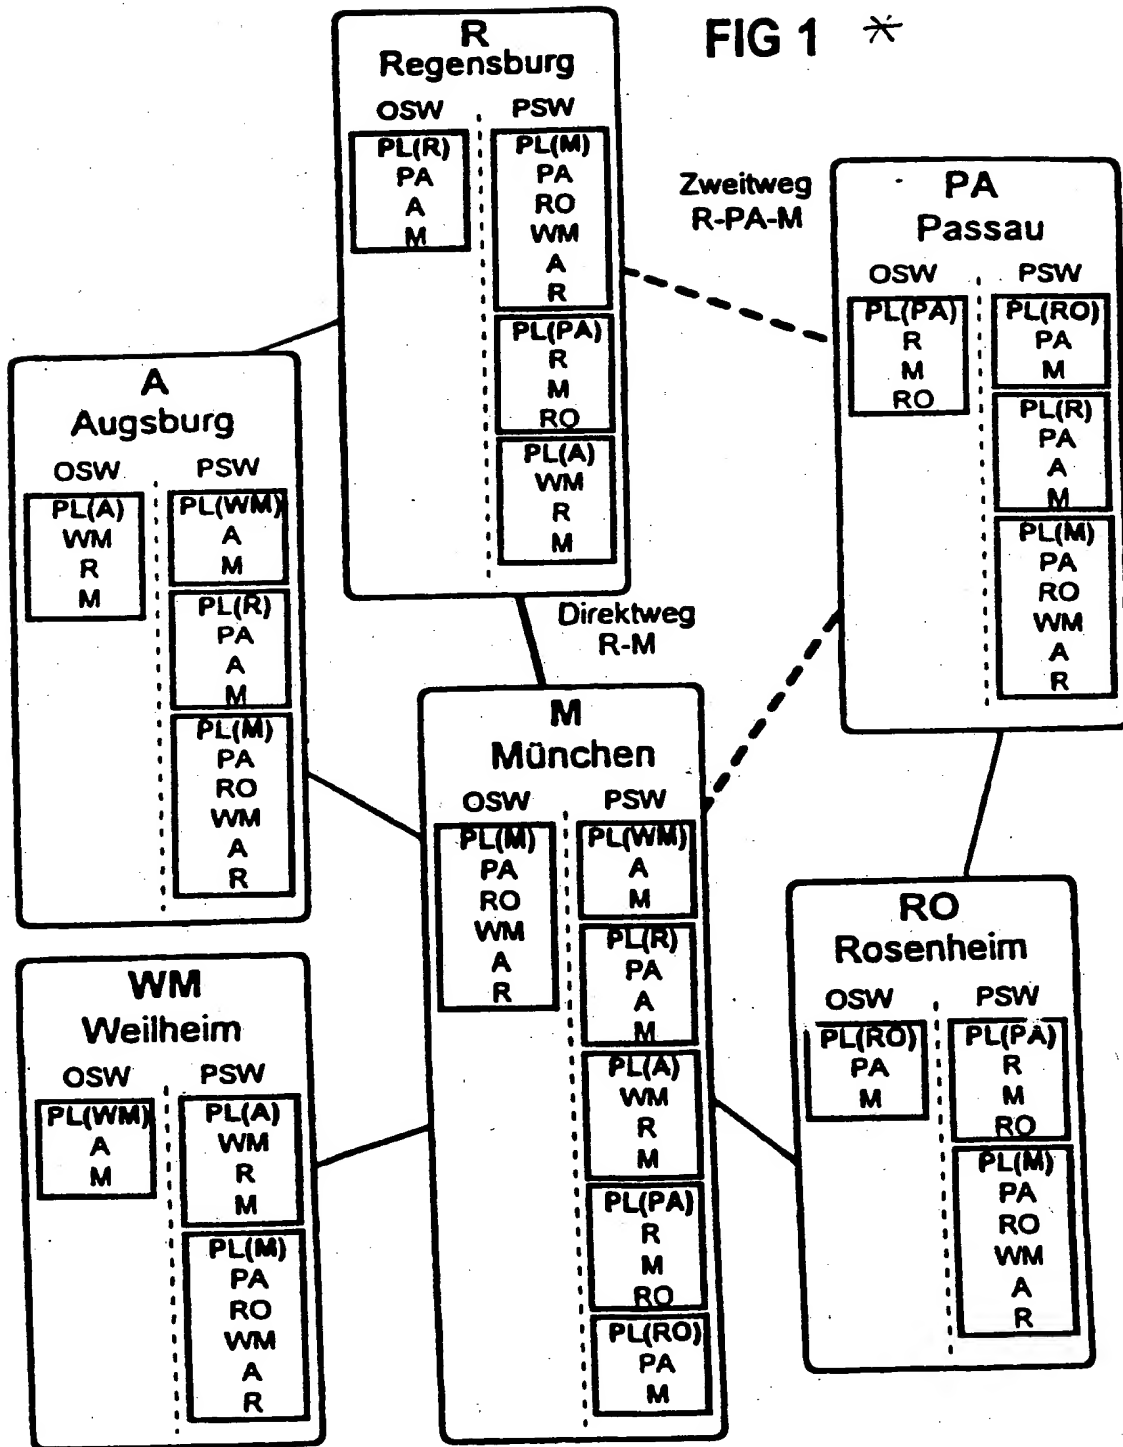 FIG 1 *
R
Regensburg
OSW
PL(R)
PA
A
M
PSW
PL(M)
PA
RO
WM
A
R
PL(PA)
R
M
RO
PL(A)
WM
R
M
Zweitweg
R-PA-M
PA
Passau
OSW
PL(PA)
R
M
RO
PSW
PL(RO)
PA
M
PL(R)
PA
A
M
PL(M)
PA
RO
WM
A
R
A
Augsburg
OSW
PL(A)
WM
R
M
PSW
PL(WM)
A
M
PL(R)
PA
A
M
PL(M)
PA
RO
WM
A
R
Direktweg
R-M
M
München
OSW
PL(M)
PA
RO
WM
A
R
PSW
PL(WM)
A
M
PL(R)
PA
A
M
PL(A)
WM
R
M
PL(PA)
R
M
RO
PL(RO)
PA
M
RO
Rosenheim
OSW
PL(RO)
PA
M
PSW
PL(PA)
R
M
RO
PL(M)
PA
RO
WM
A
R
WM
Weilheim
OSW
PL(WM)
A
M
PSW
PL(A)
WM
R
M
PL(M)
PA
RO
WM
A
R